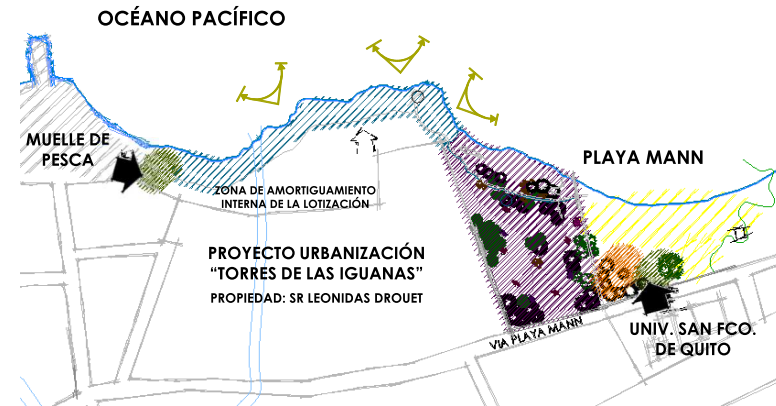 OCÉANO PACÍFICO
MUELLE DE
PESCA
PLAYA MANN
ZONA DE AMORTIGUAMIENTO
INTERNA DE LA LOTIZACIÓN
PROYECTO URBANIZACIÓN
“TORRES DE LAS IGUANAS”
PROPIEDAD: SR LEONIDAS DROUET
VIA PLAYA MANN
UNIV. SAN FCO.
DE QUITO